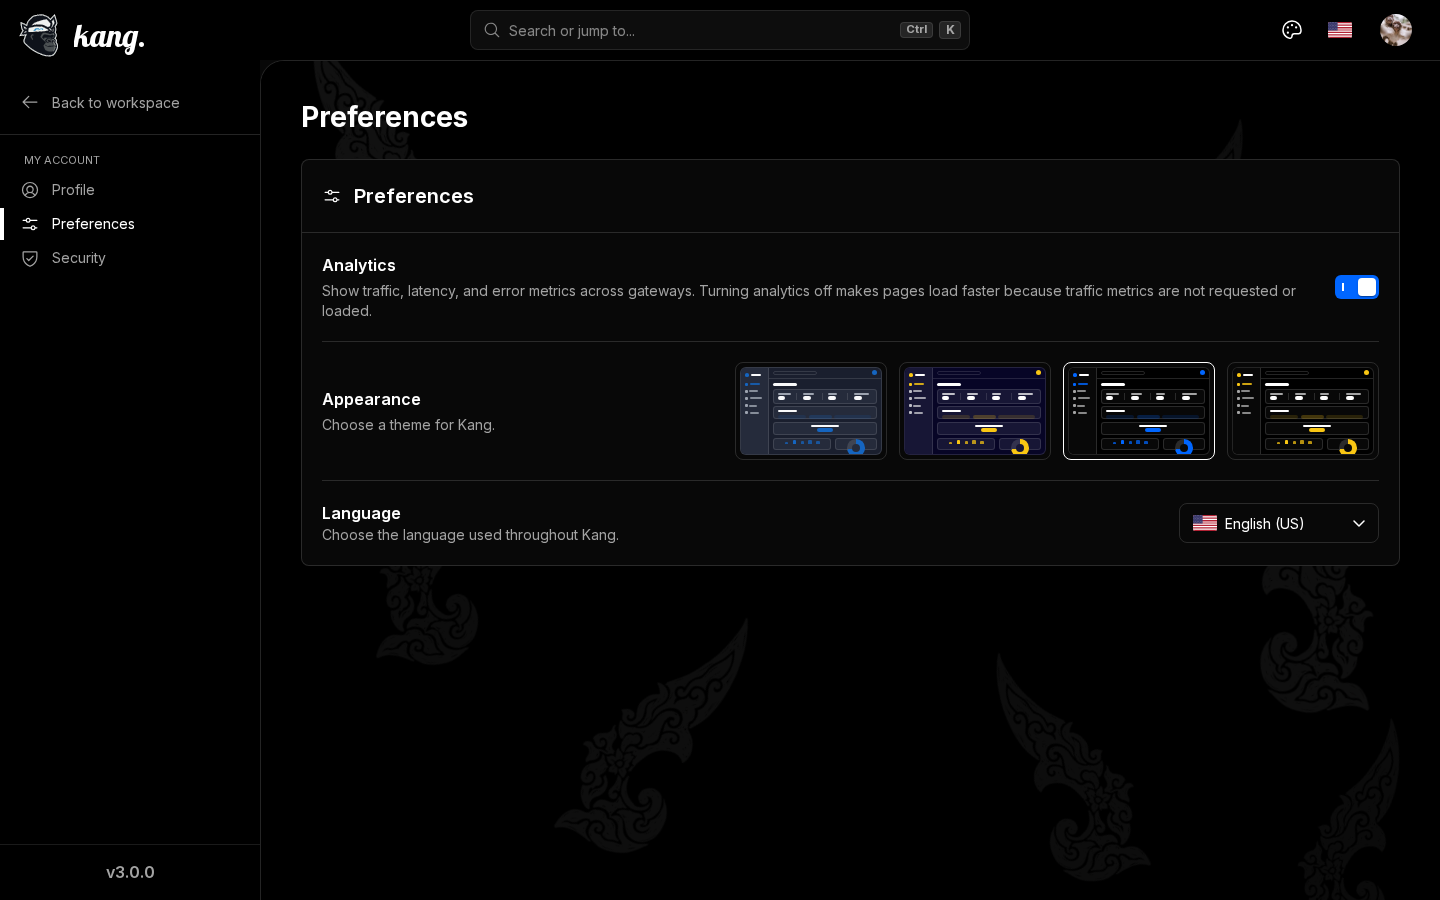 kang.
Search or jump to...
Ctrl
K
Back to workspace
MY ACCOUNT
Profile
Preferences
Security
v3.0.0
Preferences
Preferences
Analytics
Show traffic, latency, and error metrics across gateways. Turning analytics off makes pages load faster because traffic metrics are not requested or
loaded.
Appearance
Choose a theme for Kang.
Language
Choose the language used throughout Kang.
English (US)